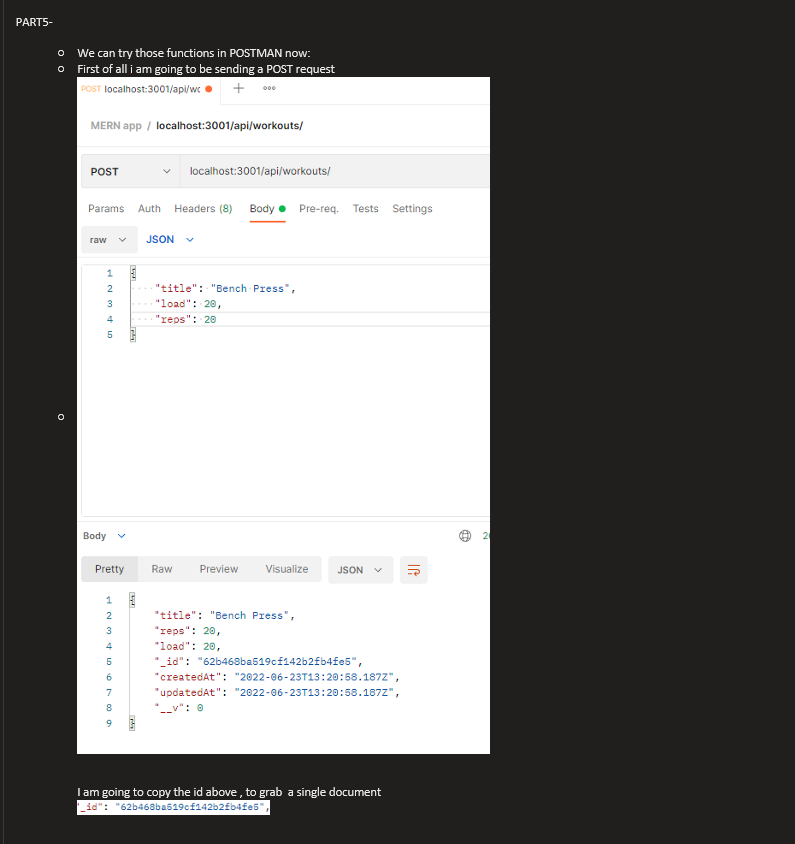 PART5-
We can try those functions in POSTMAN now:
First of all i am going to be sending a POST request
POST localhost:3001/api/wc
MERN app / localhost:3001/api/workouts/
POST localhost:3001/api/workouts/
Params Auth Headers (8) Body Pre-req. Tests Settings
raw JSON
1 {
2 "title": "Bench Press",
3 "load": 20,
4 "reps": 20
5 }
Body 20
Pretty Raw Preview Visualize JSON
1 {
2 "title": "Bench Press",
3 "reps": 20,
4 "load": 20,
5 "_id": "62b468ba519cf142b2fb4fe5",
6 "createdAt": "2022-06-23T13:20:58.187Z",
7 "updatedAt": "2022-06-23T13:20:58.187Z",
8 "__v": 0
9 }
I am going to copy the id above , to grab a single document
"_id": "62b468ba519cf142b2fb4fe5",